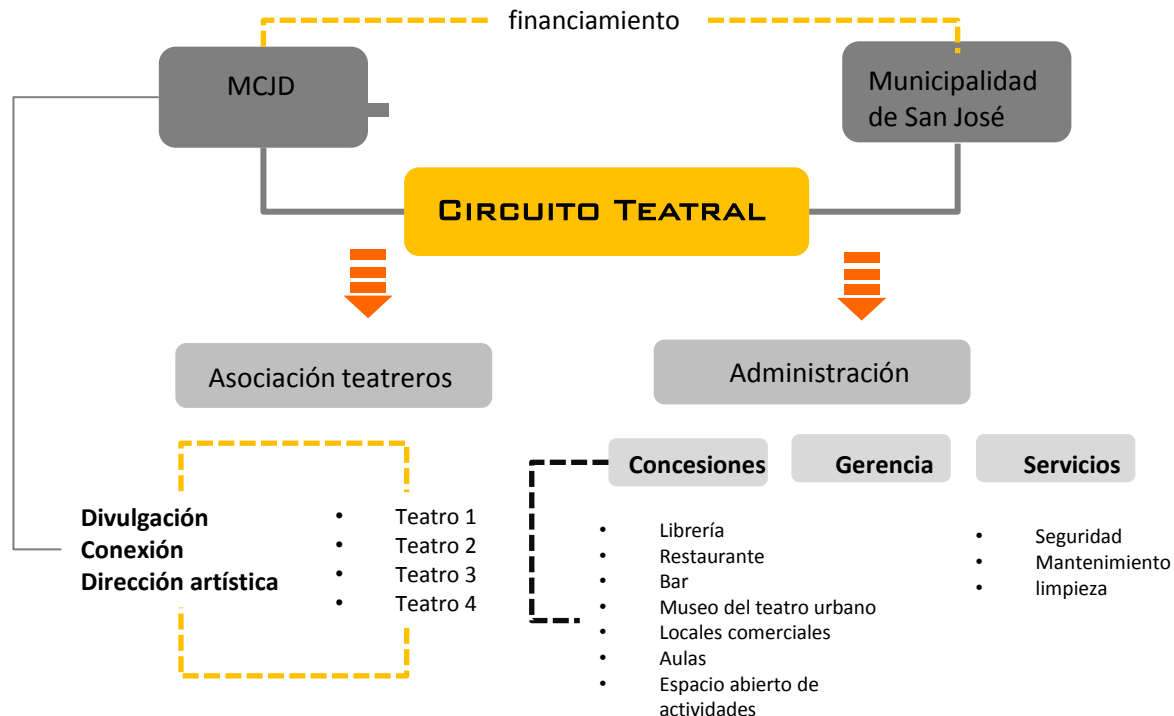 financiamiento
MCJD
Municipalidad
de San José
CIRCUITO TEATRAL
Asociación teatreros
Administración
Concesiones
Gerencia
Servicios
Divulgación
Conexión
Dirección artística
• Teatro 1
• Teatro 2
• Teatro 3
• Teatro 4
• Librería
• Restaurante
• Bar
• Museo del teatro urbano
• Locales comerciales
• Aulas
• Espacio abierto de
actividades
• Seguridad
• Mantenimiento
• limpieza